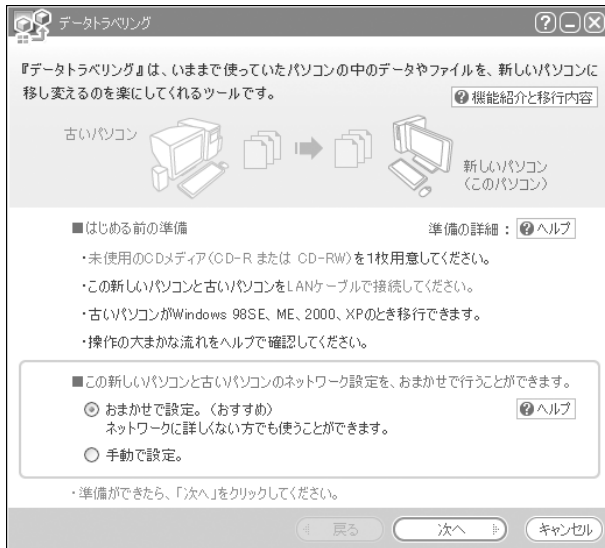 データトラベリング
『データトラベリング』は、いままで使っていたパソコンの中のデータやファイルを、新しいパソコンに
移し変えるのを楽にしてくれるツールです。
機能紹介と移行内容
古いパソコン
新しいパソコン
(このパソコン)
■はじめる前の準備
準備の詳細：
ヘルプ
・未使用のCDメディア(CD-R または CD-RW)を1枚用意してください。
・この新しいパソコンと古いパソコンをLANケーブルで接続してください。
・古いパソコンがWindows 98SE、ME、2000、XPのとき移行できます。
・操作の大まかな流れをヘルプで確認してください。
■この新しいパソコンと古いパソコンのネットワーク設定を、おまかせで行うことができます。
おまかせで設定。(おすすめ)
ヘルプ
ネットワークに詳しくない方でも使うことができます。
手動で設定。
・準備ができたら、「次へ」をクリックしてください。
戻る
次へ
キャンセル